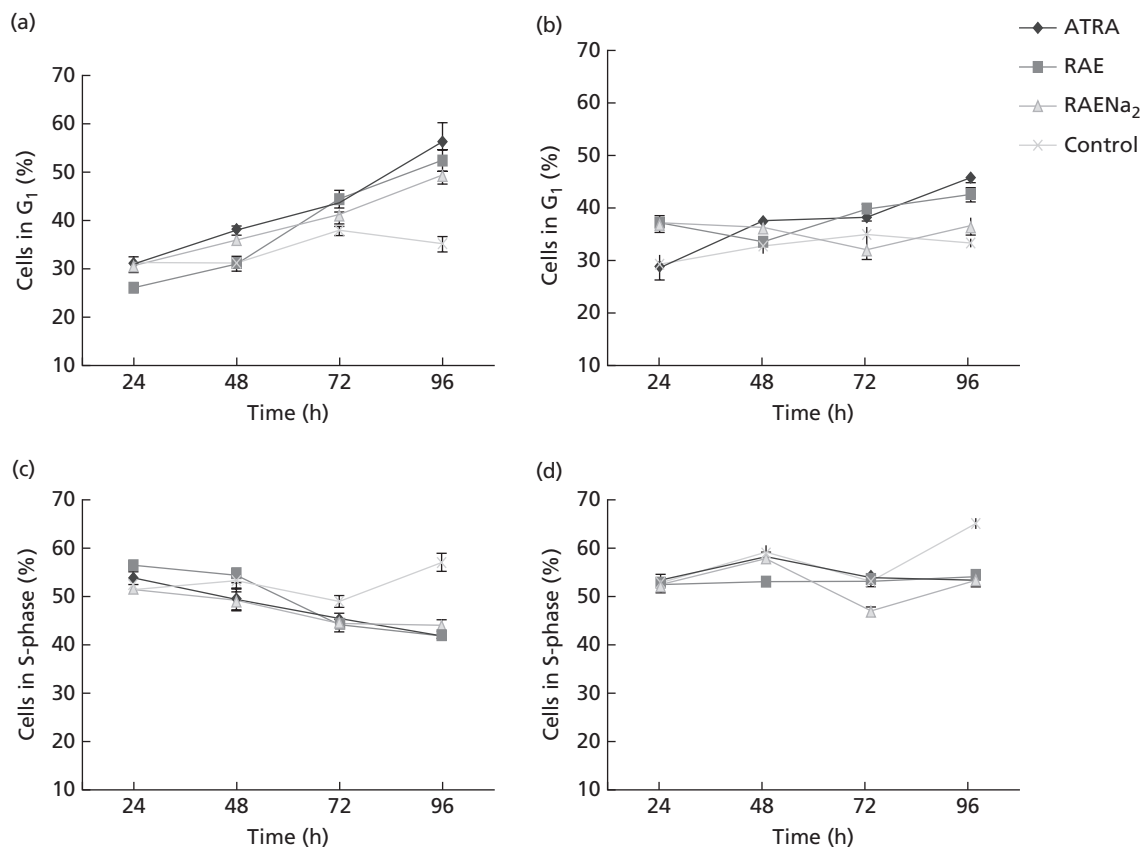 (a)
70
60
50
40
30
20
10
Cells in G₁ (%)
24 48 72 96
Time (h)
(b)
70
60
50
40
30
20
10
Cells in G₁ (%)
24 48 72 96
Time (h)
ATRA
RAE
RAENa₂
Control
(c)
70
60
50
40
30
20
10
Cells in S-phase (%)
24 48 72 96
Time (h)
(d)
70
60
50
40
30
20
10
Cells in S-phase (%)
24 48 72 96
Time (h)